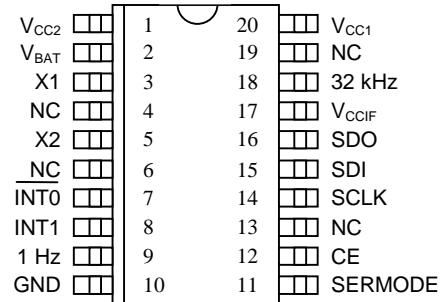 VCC2 1 20 VCC1
VBAT 2 19 NC
X1 3 18 32 kHz
NC 4 17 VCCIF
X2 5 16 SDO
NC 6 15 SDI
INT0 7 14 SCLK
INT1 8 13 NC
1 Hz 9 12 CE
GND 10 11 SERMODE